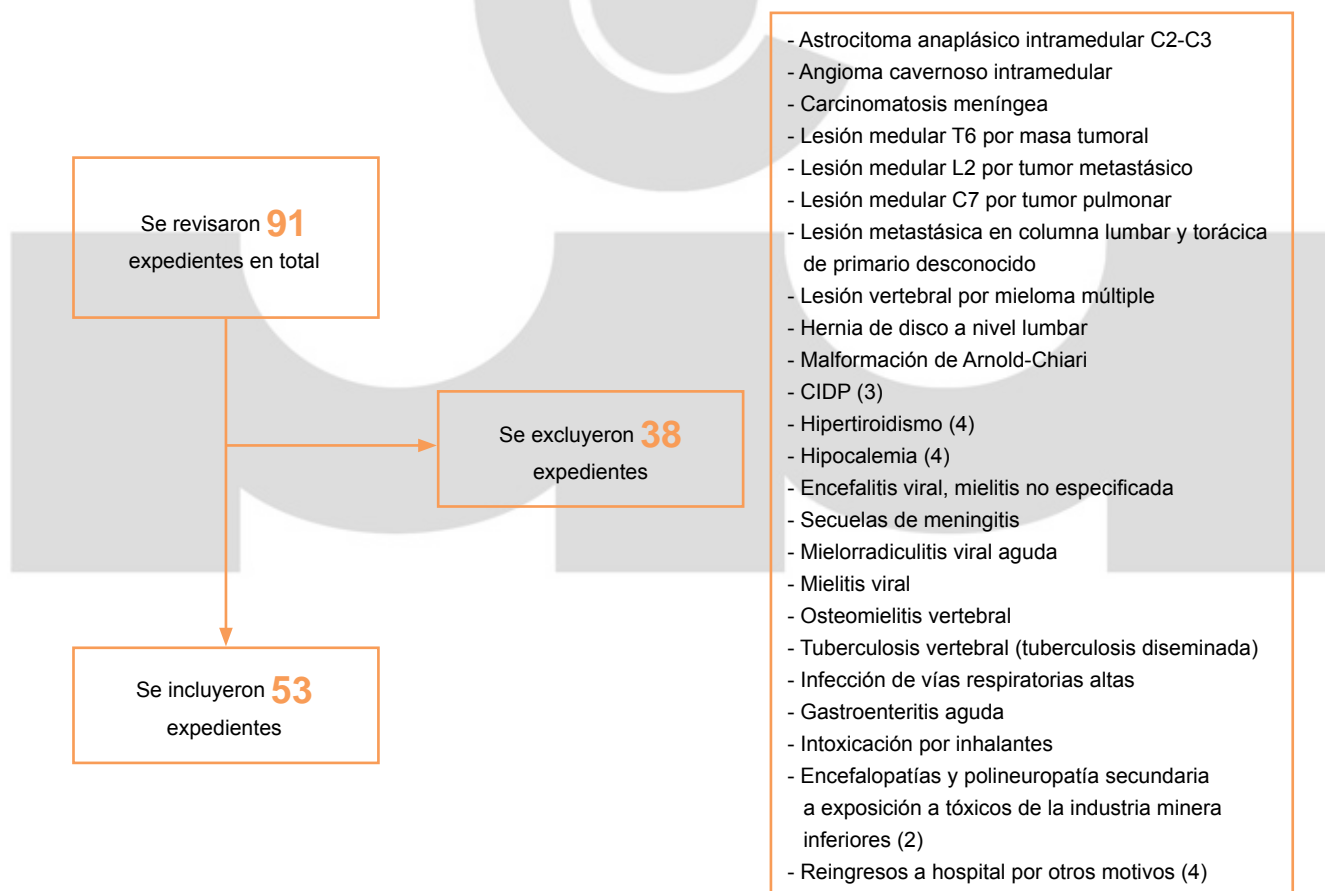 Se revisaron 91
expedientes en total
Se excluyeron 38
expedientes
Se incluyeron 53
expedientes
- Astrocitoma anaplásico intramedular C2-C3
- Angioma cavernoso intramedular
- Carcinomatosis meníngea
- Lesión medular T6 por masa tumoral
- Lesión medular L2 por tumor metastásico
- Lesión medular C7 por tumor pulmonar
- Lesión metastásica en columna lumbar y torácica
de primario desconocido
- Lesión vertebral por mieloma múltiple
- Hernia de disco a nivel lumbar
- Malformación de Arnold-Chiari
- CIDP (3)
- Hipertiroidismo (4)
- Hipocalemia (4)
- Encefalitis viral, mielitis no especificada
- Secuelas de meningitis
- Mielorradiculitis viral aguda
- Mielitis viral
- Osteomielitis vertebral
- Tuberculosis vertebral (tuberculosis diseminada)
- Infección de vías respiratorias altas
- Gastroenteritis aguda
- Intoxicación por inhalantes
- Encefalopatías y polineuropatía secundaria
a exposición a tóxicos de la industria minera
inferiores (2)
- Reingresos a hospital por otros motivos (4)